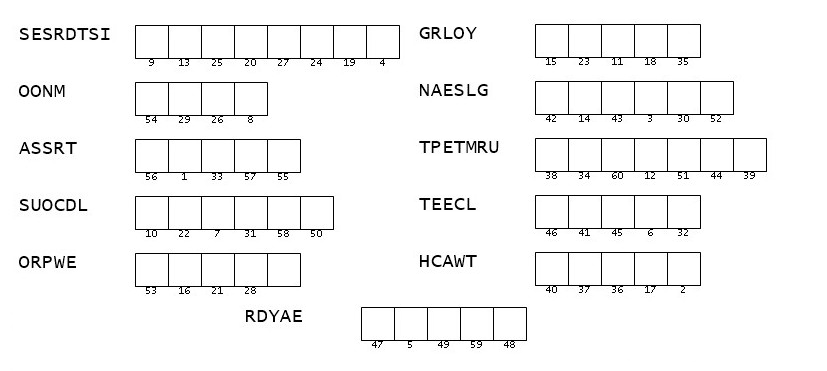 SESRDTSI GRLOY
9 13 25 20 27 24 19 4 15 23 11 18 35
OONM NAESLG
54 29 26 8 42 14 43 3 30 52
ASSRT TPETMRU
56 1 33 57 55 38 34 60 12 51 44 39
SUOCDL TEECL
10 22 7 31 58 50 46 41 45 6 32
ORPWE HCAWT
53 16 21 28 40 37 36 17 2
RDYAE
47 5 49 59 48